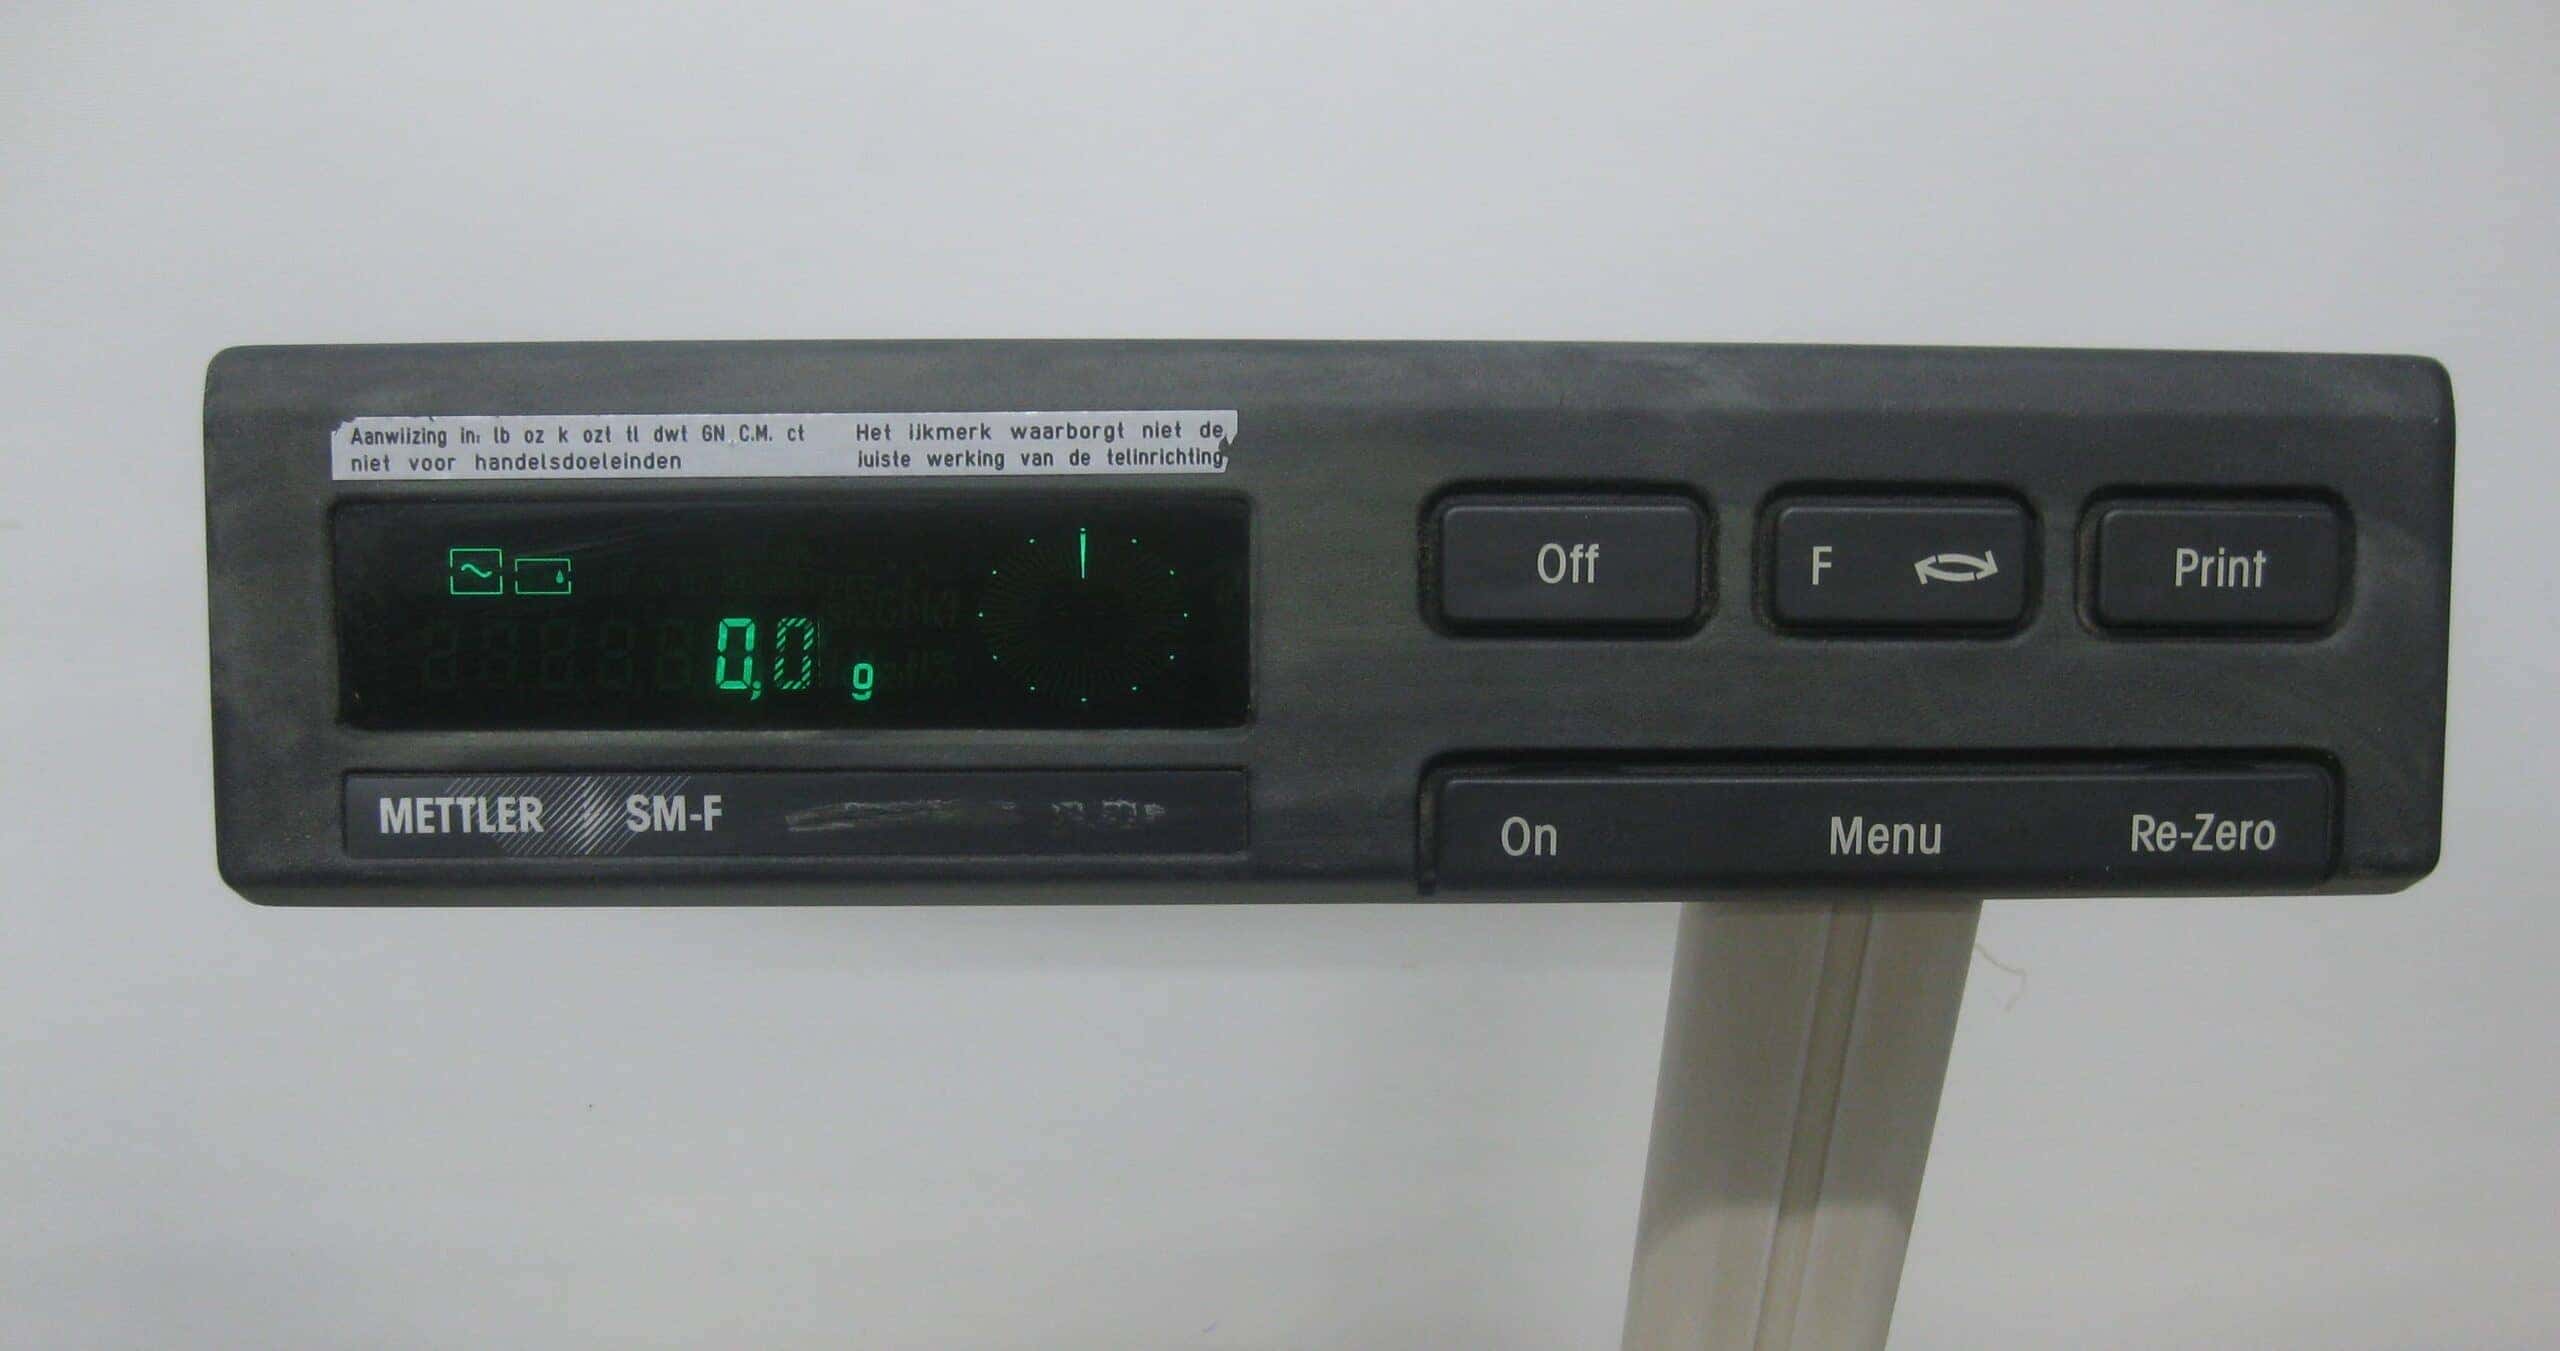 Aanwijzing in: lb oz k ozt tl dwt GN C.M. ct
niet voor handelsdoeleinden
Het ijkmerk waarborgt niet de
juiste werking van de telinrichting
0,0 g
METTLER SM-F
Off
F
Print
On
Menu
Re-Zero